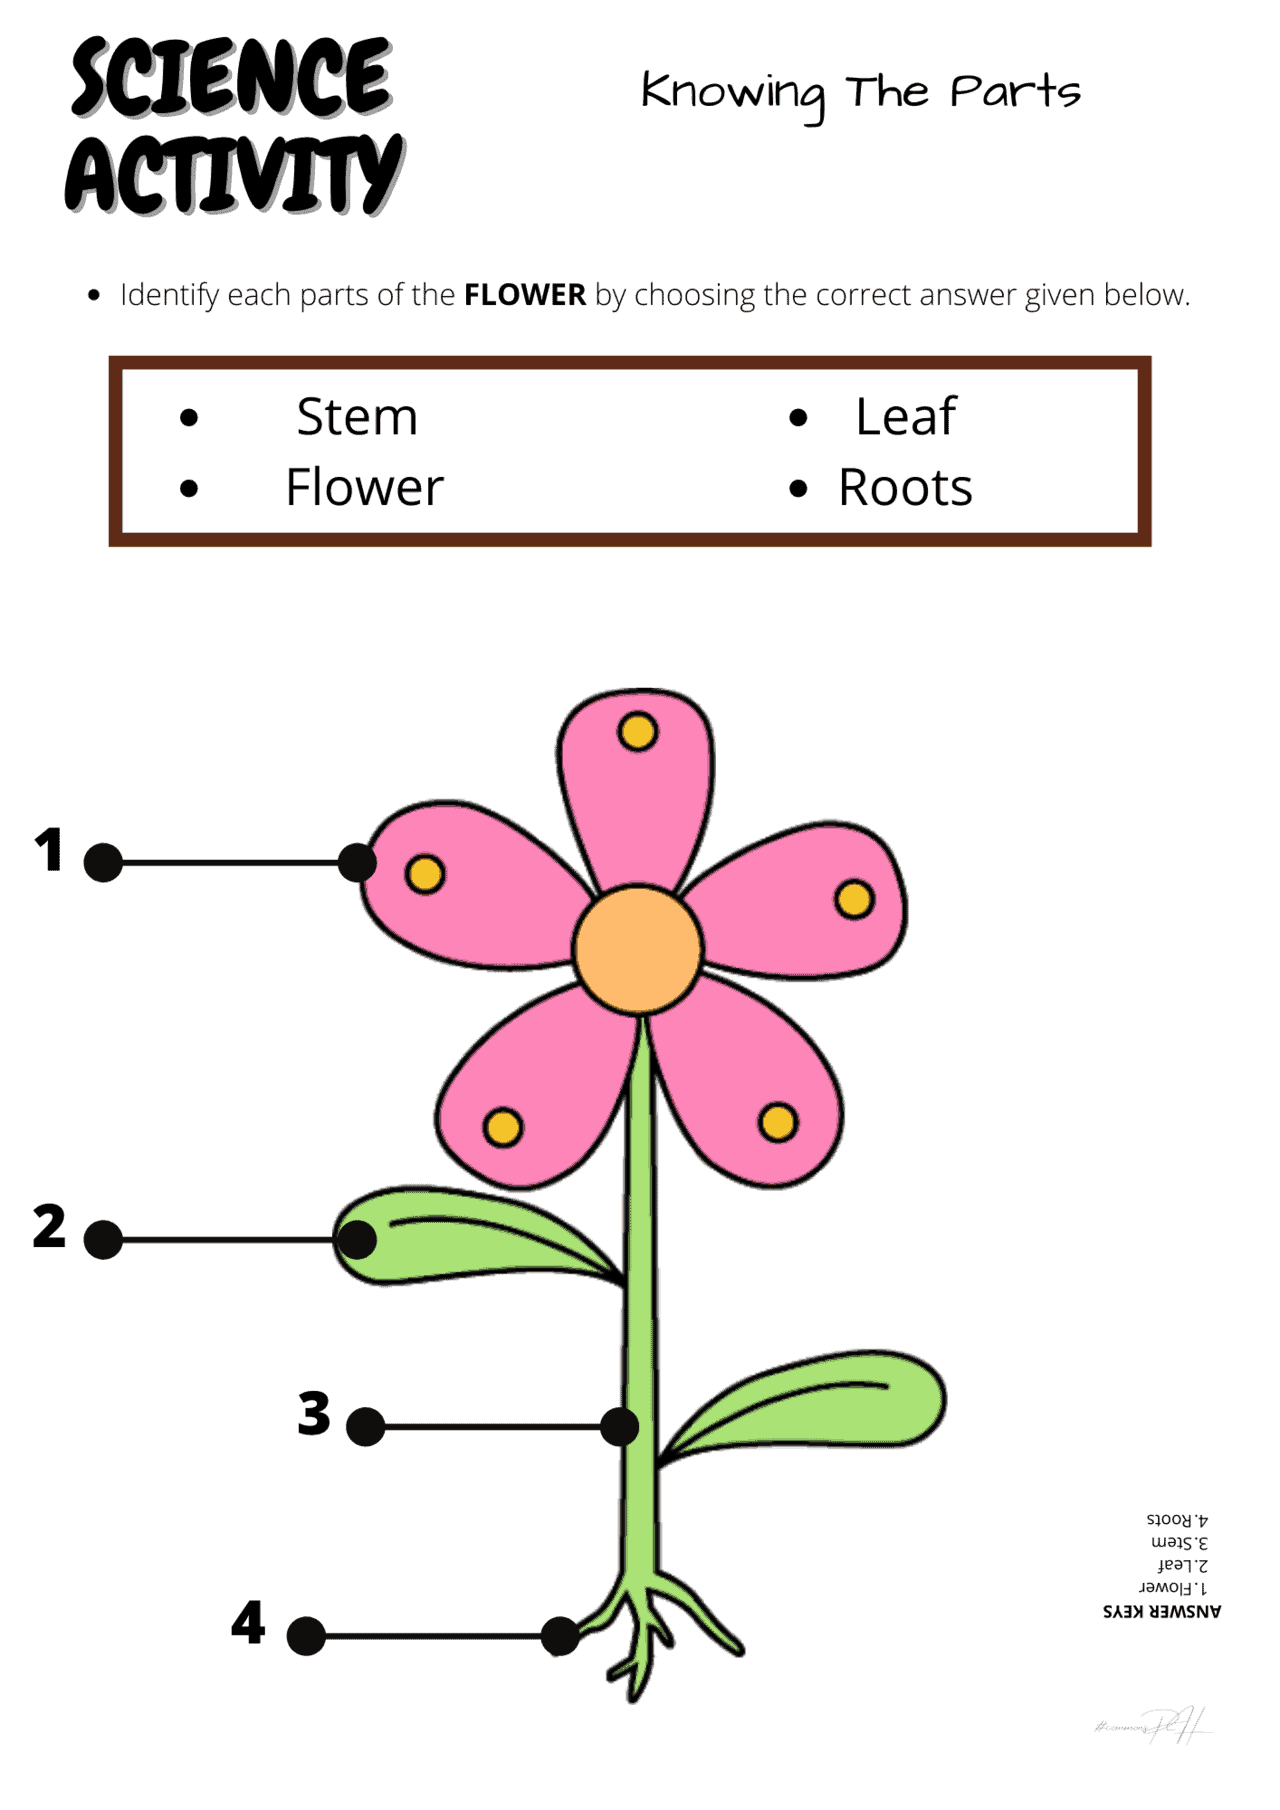 SCIENCE
ACTIVITY
Knowing The Parts
• Identify each parts of the FLOWER by choosing the correct answer given below.
• Stem
• Flower
• Leaf
• Roots
1
2
3
4
ANSWER KEYS
1. Flower
2. Leaf
3. Stem
4. Roots